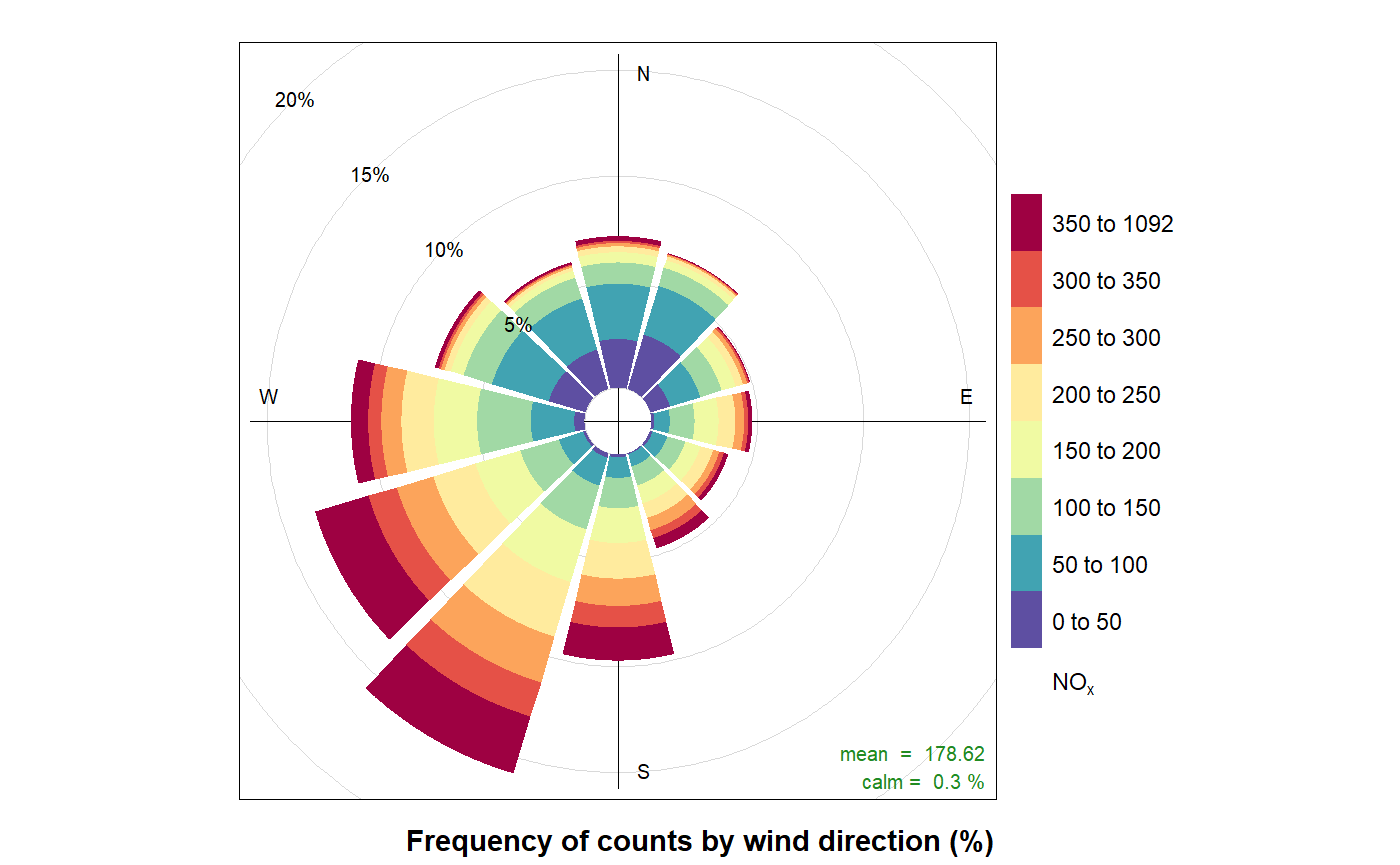 N
20%
15%
10%
5%
W
E
S
350 to 1092
300 to 350
250 to 300
200 to 250
150 to 200
100 to 150
50 to 100
0 to 50
NOx
mean = 178.62
calm = 0.3 %
Frequency of counts by wind direction (%)